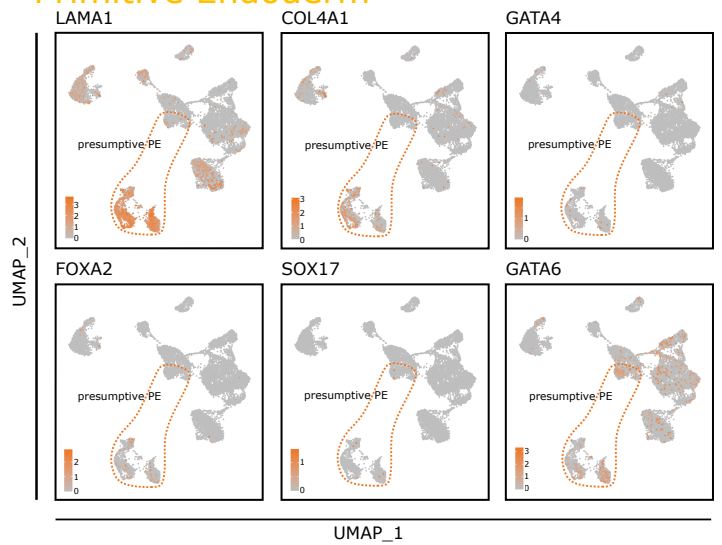 Primitive Endoderm
LAMA1
COL4A1
GATA4
presumptive PE
presumptive PE
presumptive PE
3
2
1
0
3
2
1
0
1
0
FOXA2
SOX17
GATA6
presumptive PE
presumptive PE
presumptive PE
2
1
0
1
0
3
2
1
0
UMAP_2
UMAP_1